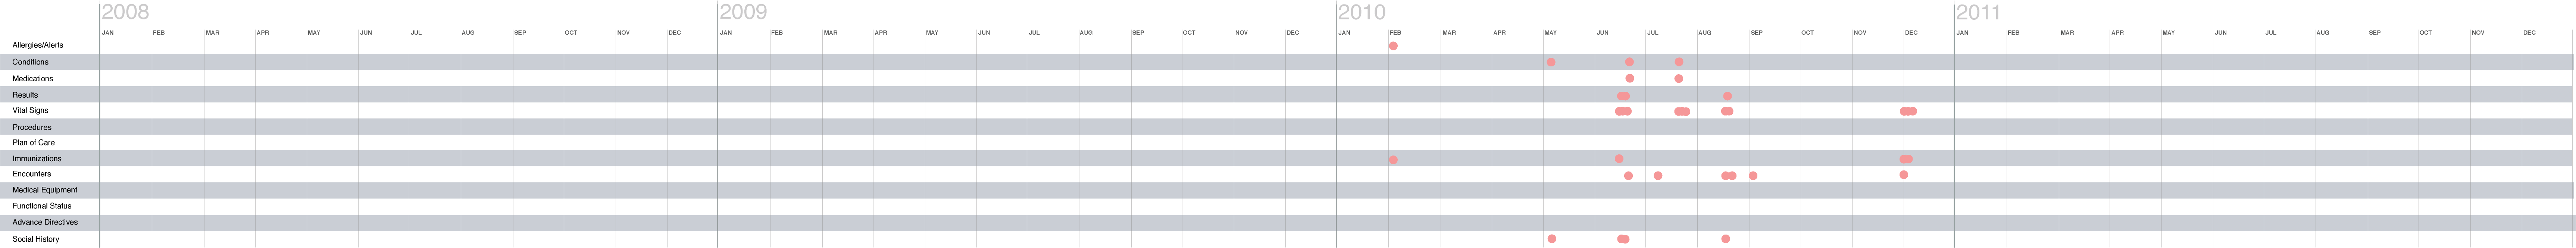 2008 2009 2010 2011
JAN FEB MAR APR MAY JUN JUL AUG SEP OCT NOV DEC JAN FEB MAR APR MAY JUN JUL AUG SEP OCT NOV DEC JAN FEB MAR APR MAY JUN JUL AUG SEP OCT NOV DEC JAN FEB MAR APR MAY JUN JUL AUG SEP OCT NOV DEC
Allergies/Alerts
Conditions
Medications
Results
Vital Signs
Procedures
Plan of Care
Immunizations
Encounters
Medical Equipment
Functional Status
Advance Directives
Social History